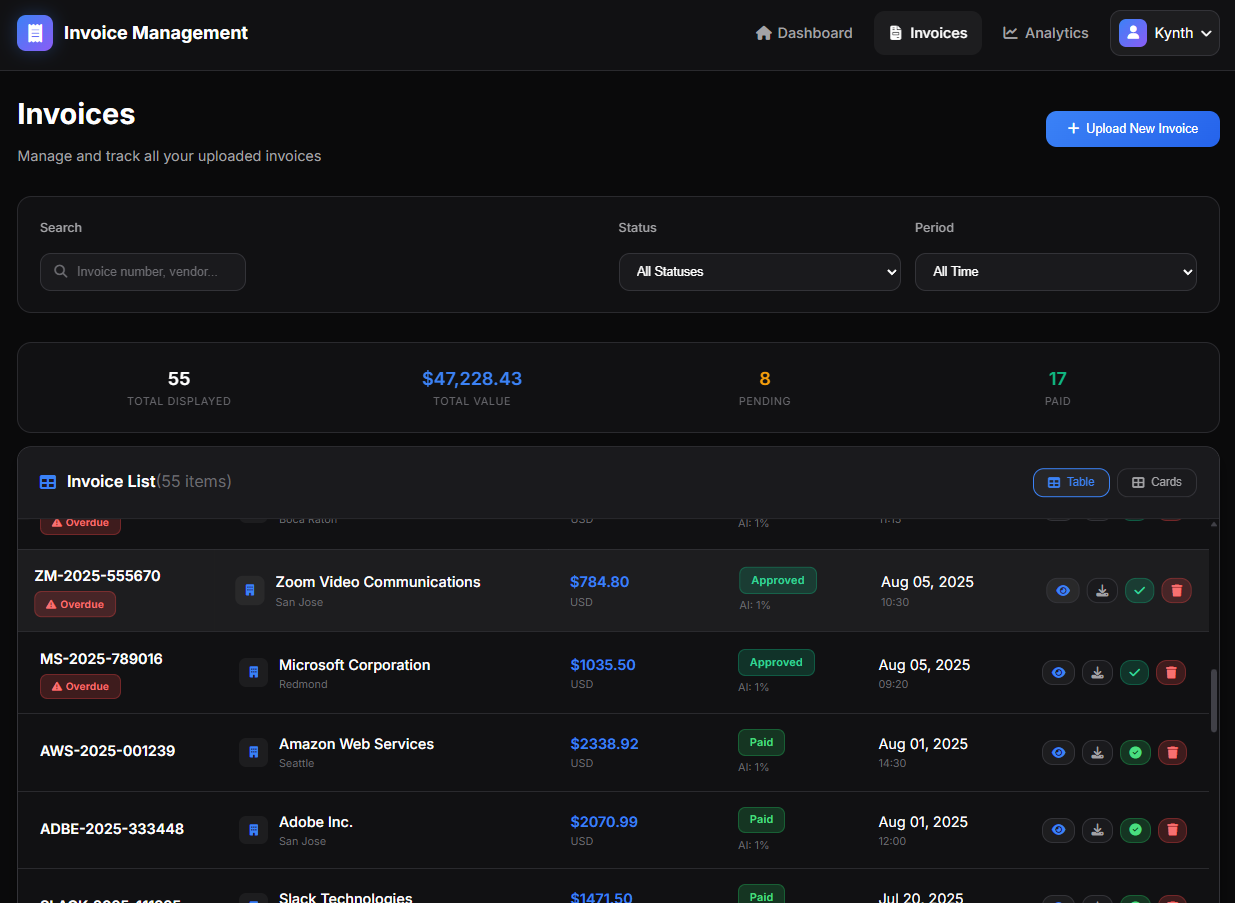 Invoice Management
Dashboard
Invoices
Analytics
Kynth
Invoices
Manage and track all your uploaded invoices
+ Upload New Invoice
Search
Status
Period
Invoice number, vendor...
All Statuses
All Time
55
$47,228.43
8
17
TOTAL DISPLAYED
TOTAL VALUE
PENDING
PAID
Invoice List(55 items)
Table
Cards
Overdue
Boca Raton
USD
AI: 1%
11:15
ZM-2025-555670
Overdue
Zoom Video Communications
San Jose
$784.80
USD
Approved
AI: 1%
Aug 05, 2025
10:30
MS-2025-789016
Overdue
Microsoft Corporation
Redmond
$1035.50
USD
Approved
AI: 1%
Aug 05, 2025
09:20
AWS-2025-001239
Amazon Web Services
Seattle
$2338.92
USD
Paid
AI: 1%
Aug 01, 2025
14:30
ADBE-2025-333448
Adobe Inc.
San Jose
$2070.99
USD
Paid
AI: 1%
Aug 01, 2025
12:00
Slack Technologies
$1471.50
Paid
Jul 20, 2025